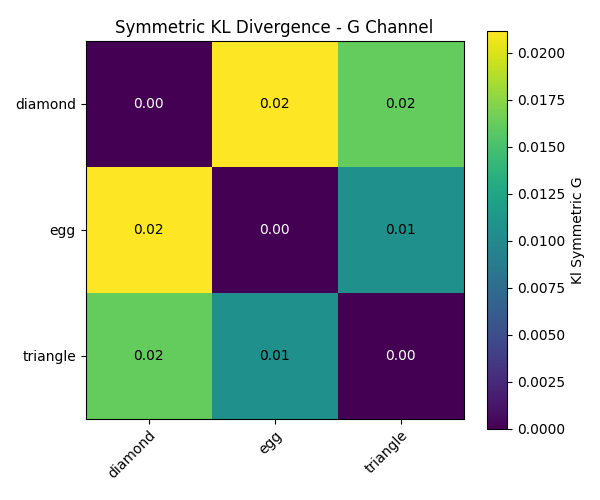 Symmetric KL Divergence - G Channel
diamond
egg
triangle
0.00 0.02 0.02
0.02 0.00 0.01
0.02 0.01 0.00
diamond
egg
triangle
0.0200
0.0175
0.0150
0.0125
0.0100
0.0075
0.0050
0.0025
0.0000
Kl Symmetric G